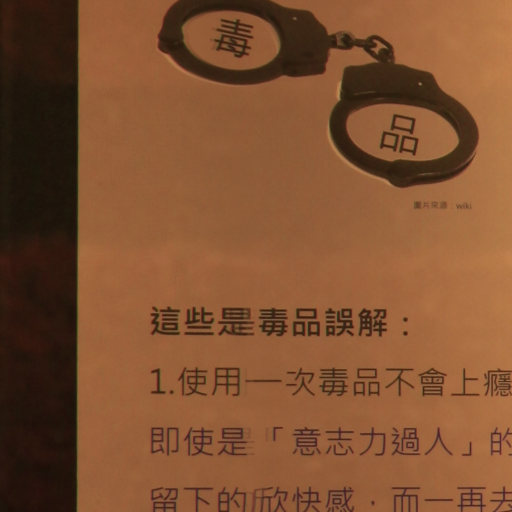 毒
品
圖片來源：wiki
這些是毒品誤解：
1.使用一次毒品不會上癮
即使是「意志力過人」的
留下的欣快感，而一再去